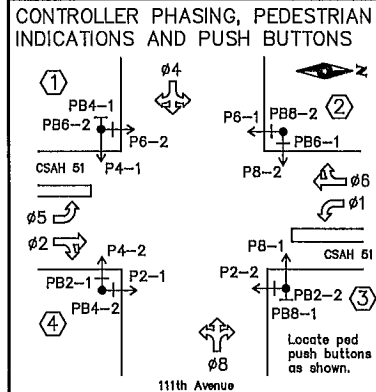 CONTROLLER PHASING, PEDESTRIAN
INDICATIONS AND PUSH BUTTONS
1
ø4
N
PB4-1
PB6-2
P6-2
P4-1
2
P6-1
PB8-2
PB6-1
P8-2
CSAH 51
ø6
ø1
ø5
ø2
CSAH 51
P4-2
PB2-1
P2-1
PB4-2
4
P8-1
P2-2
PB2-2
PB8-1
3
ø8
Locate ped
push buttons
as shown.
111th Avenue